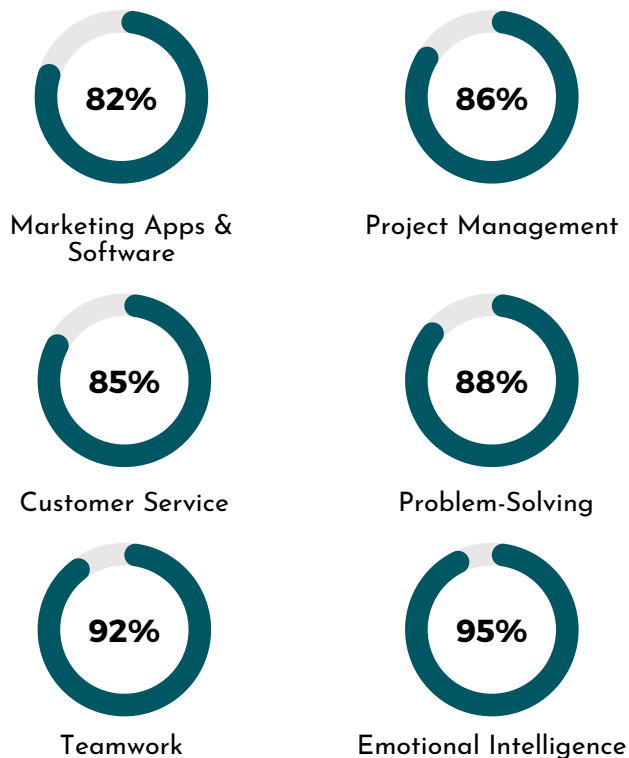 82%
86%
Marketing Apps &
Software
Project Management
85%
88%
Customer Service
Problem-Solving
92%
95%
Teamwork
Emotional Intelligence